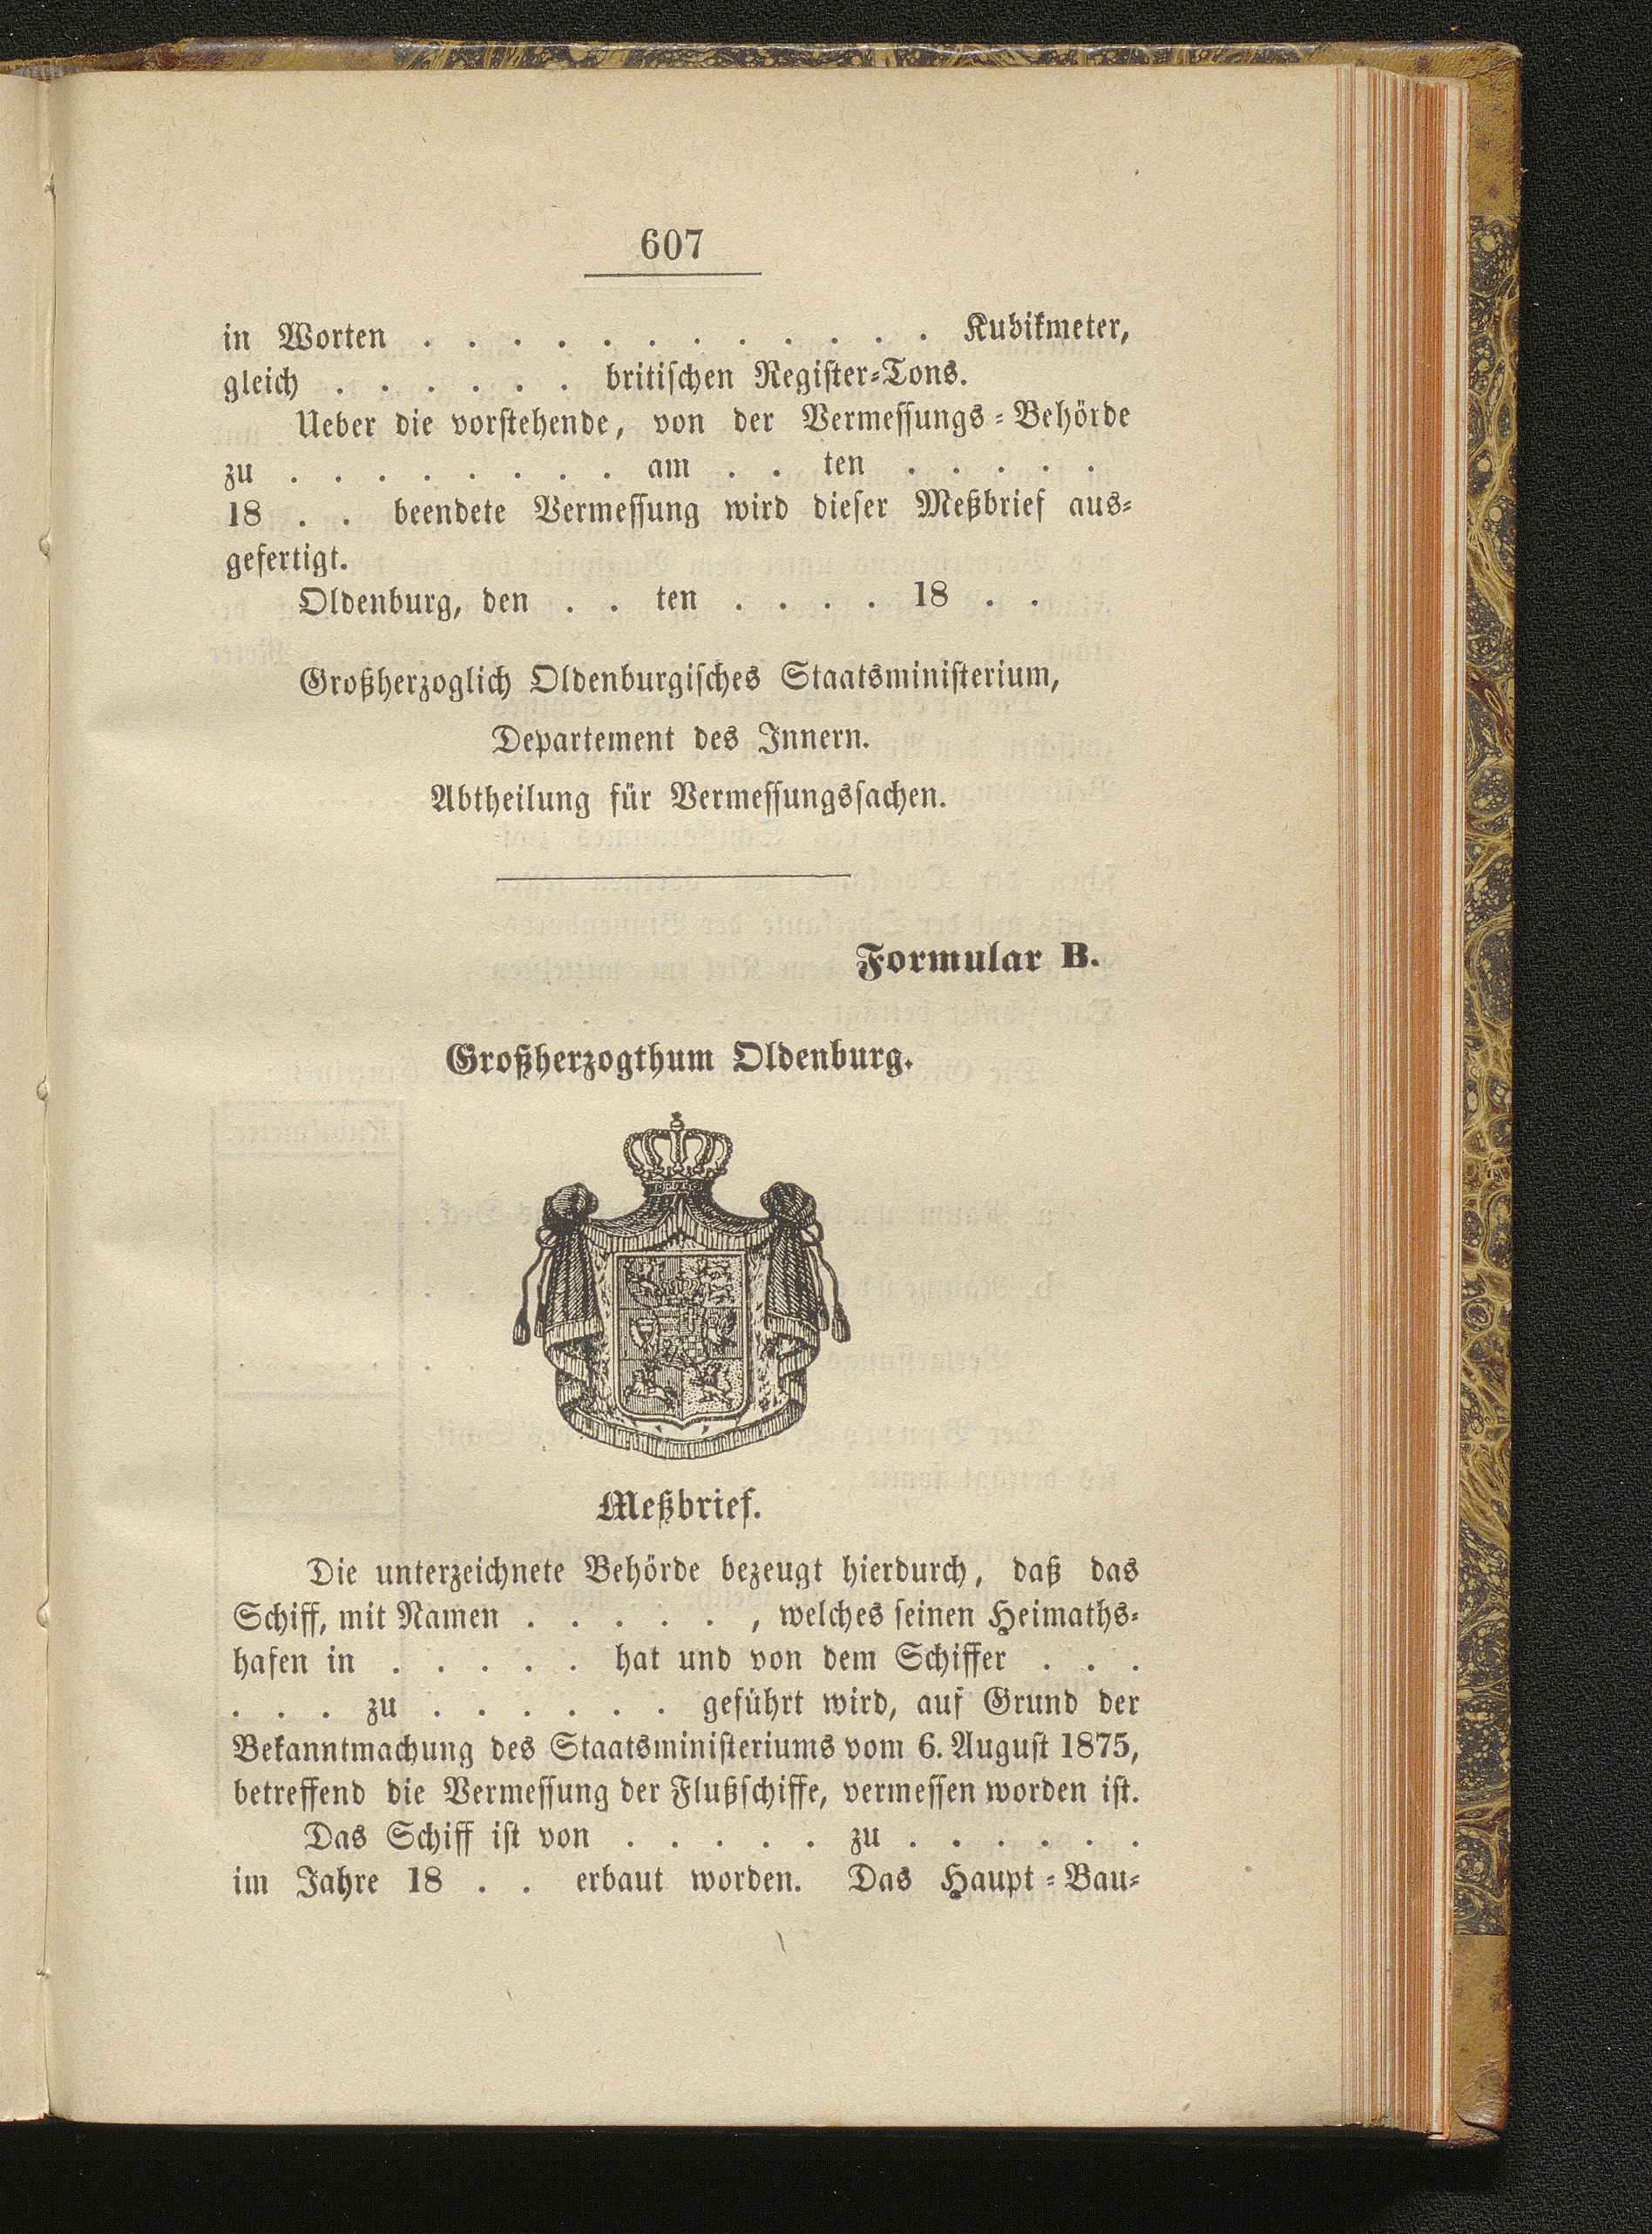 607
in Worten . . . . . . . . . . . . Kubikmeter,
gleich . . . . . . britischen Register-Tons.
Ueber die vorstehende, von der Vermessungs-Behörde
zu . . . . . . . . am . . ten . . . . .
18 . . beendete Vermessung wird dieser Meßbrief aus-
gefertigt.
Oldenburg, den . . ten . . . . 18 . .
Großherzoglich Oldenburgisches Staatsministerium,
Departement des Innern.
Abtheilung für Vermessungssachen.
Formular B.
Großherzogthum Oldenburg.
Meßbrief.
Die unterzeichnete Behörde bezeugt hierdurch, daß das
Schiff, mit Namen . . . . . , welches seinen Heimaths-
hafen in . . . . . hat und von dem Schiffer . . .
. . . zu . . . . . . geführt wird, auf Grund der
Bekanntmachung des Staatsministeriums vom 6. August 1875,
betreffend die Vermessung der Flußschiffe, vermessen worden ist.
Das Schiff ist von . . . . . zu . . . . . .
im Jahre 18 . . erbaut worden. Das Haupt-Bau-